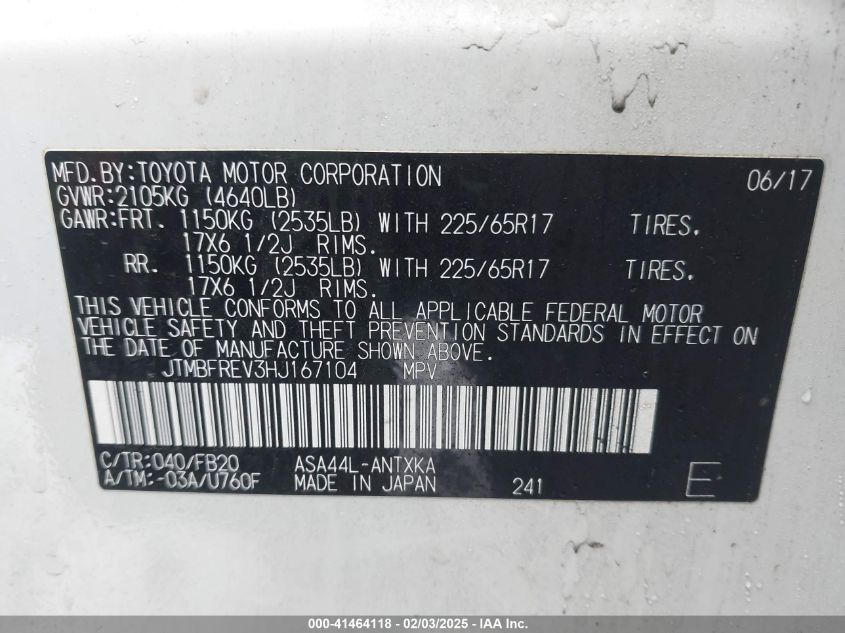 MFD.BY:TOYOTA MOTOR CORPORATION 06/17
GVWR:2105KG (4640LB)
GAWR:FRT. 1150KG (2535LB) WITH 225/65R17 TIRES.
17X6 1/2J RIMS.
RR. 1150KG (2535LB) WITH 225/65R17 TIRES.
17X6 1/2J RIMS.
THIS VEHICLE CONFORMS TO ALL APPLICABLE FEDERAL MOTOR
VEHICLE SAFETY AND THEFT PREVENTION STANDARDS IN EFFECT ON
THE DATE OF MANUFACTURE SHOWN ABOVE.
JTMBFREV3HJ167104 MPV
C/TR:040/FB20 ASA44L-ANTXKA
A/TM:-03A/U760F MADE IN JAPAN 241 E
000-41464118 - 02/03/2025 - IAA Inc.